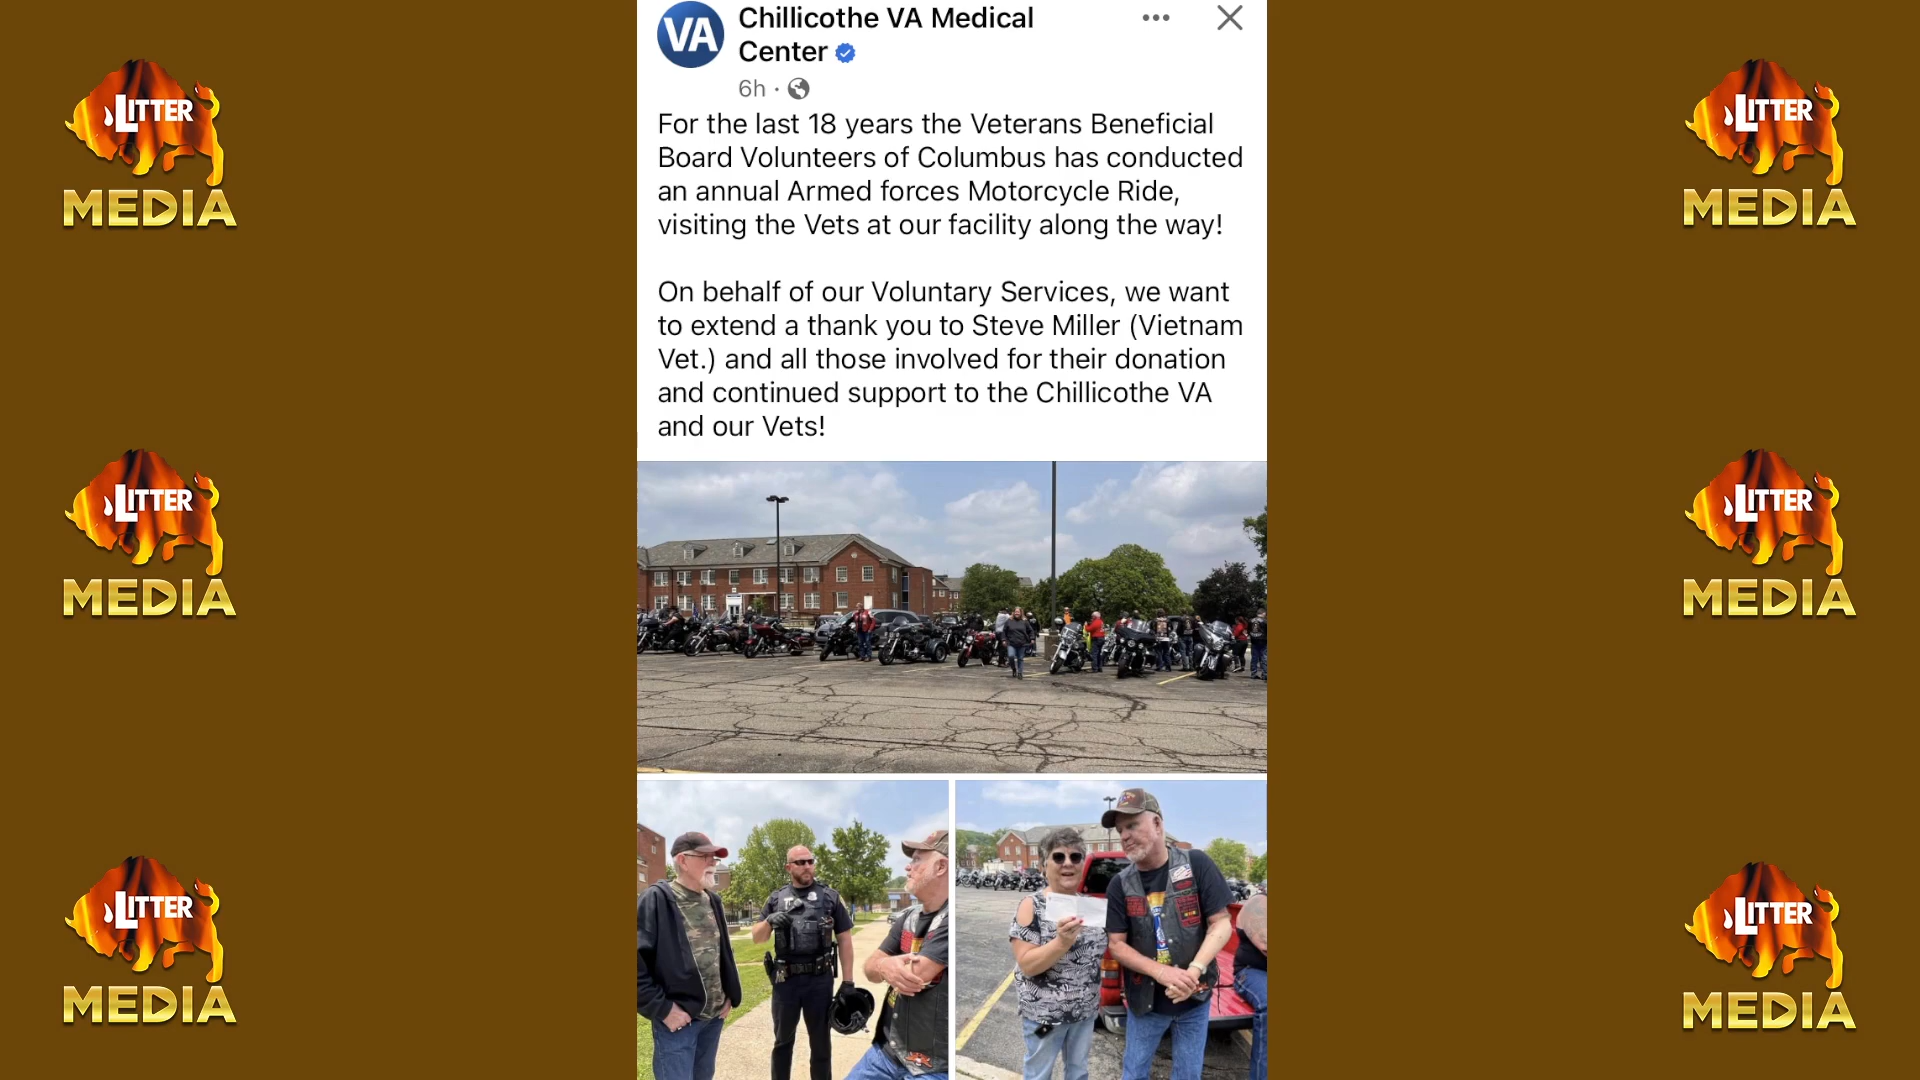 LITTER
MEDIA
LITTER
MEDIA
LITTER
MEDIA
VA
Chillicothe VA Medical
Center
6h ·
For the last 18 years the Veterans Beneficial
Board Volunteers of Columbus has conducted
an annual Armed forces Motorcycle Ride,
visiting the Vets at our facility along the way!
On behalf of our Voluntary Services, we want
to extend a thank you to Steve Miller (Vietnam
Vet.) and all those involved for their donation
and continued support to the Chillicothe VA
and our Vets!
LITTER
MEDIA
LITTER
MEDIA
LITTER
MEDIA